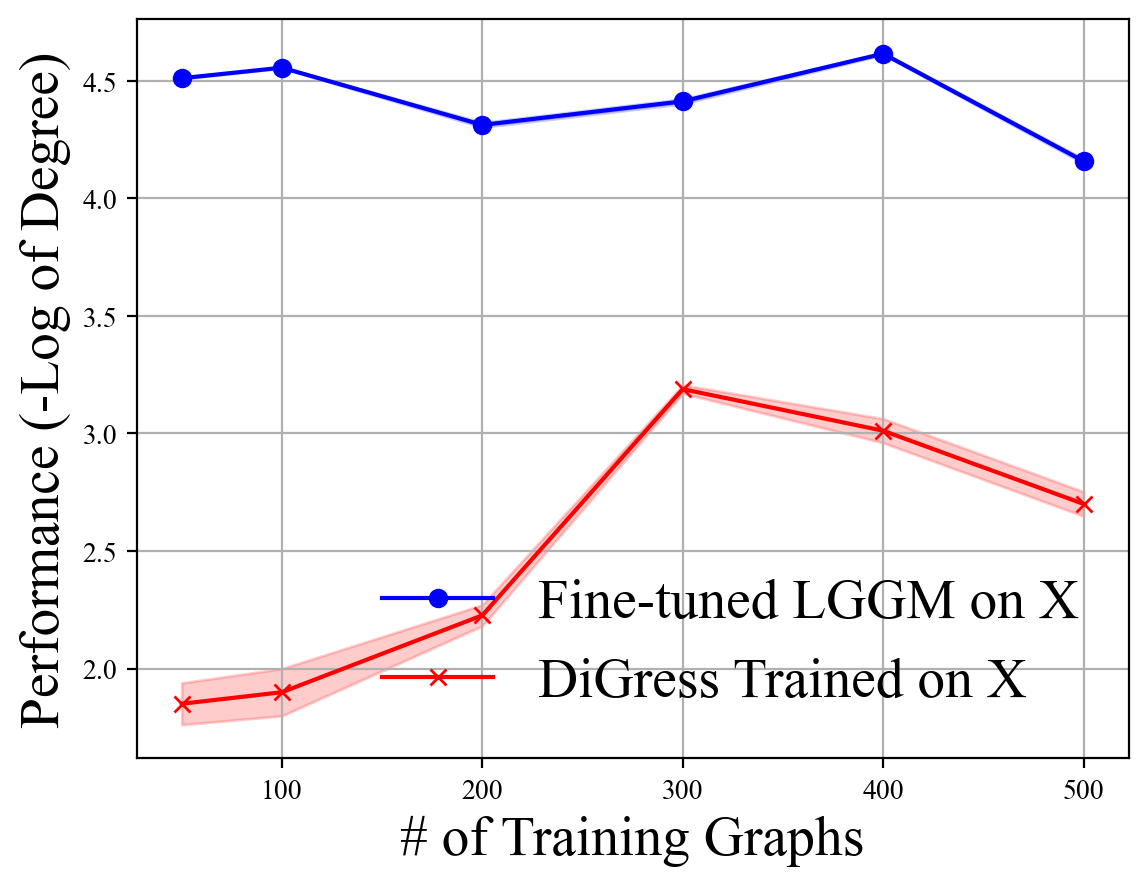 Performance (-Log of Degree)
4.5
4.0
3.5
3.0
2.5
2.0
Fine-tuned LGGM on X
DiGress Trained on X
100 200 300 400 500
# of Training Graphs